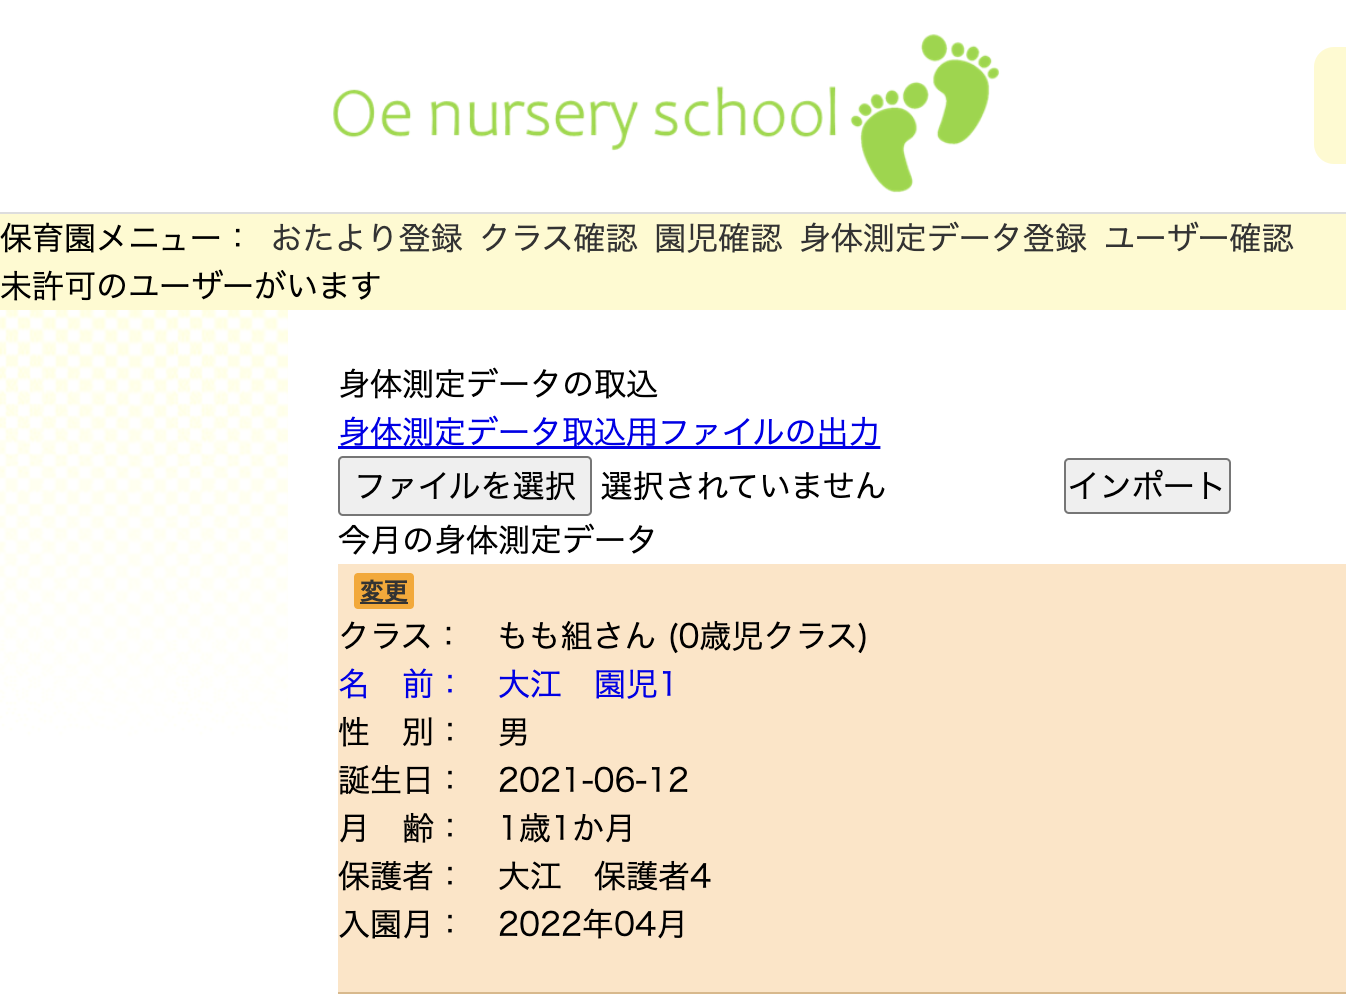 Oe nursery school
保育園メニュー： おたより登録 クラス確認 園児確認 身体測定データ登録 ユーザー確認
未許可のユーザーがいます
身体測定データの取込
身体測定データ取込用ファイルの出力
ファイルを選択 選択されていません インポート
今月の身体測定データ
変更
クラス：　もも組さん (0歳児クラス)
名　前：　大江　園児1
性　別：　男
誕生日：　2021-06-12
月　齢：　1歳1か月
保護者：　大江　保護者4
入園月：　2022年04月